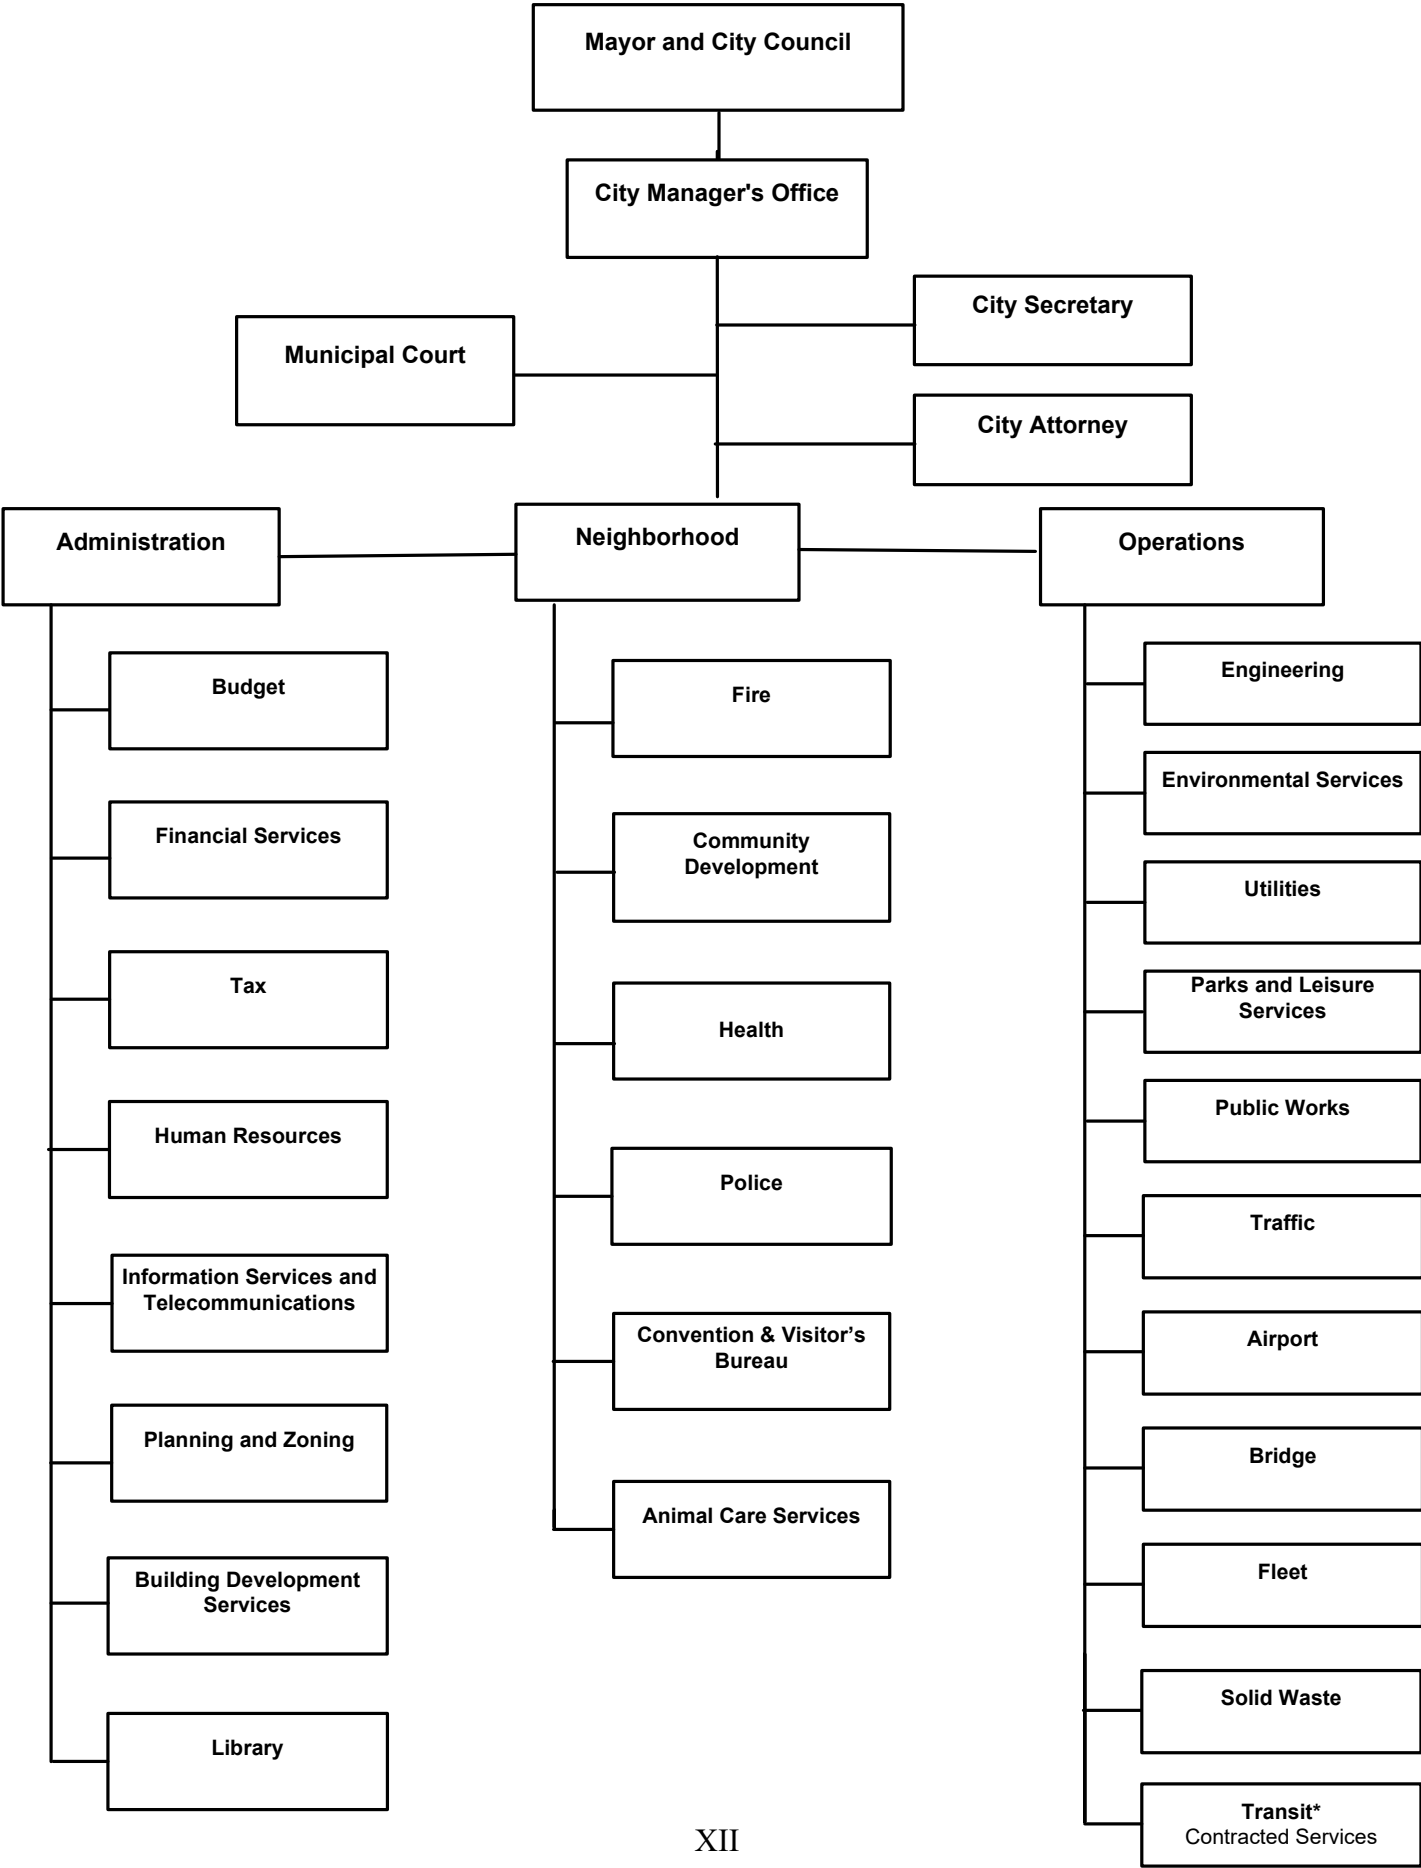 Mayor and City Council
City Manager's Office
City Secretary
Municipal Court
City Attorney
Administration
Neighborhood
Operations
Budget
Financial Services
Tax
Human Resources
Information Services and
Telecommunications
Planning and Zoning
Building Development
Services
Library
Fire
Community
Development
Health
Police
Convention & Visitor’s
Bureau
Animal Care Services
Engineering
Environmental Services
Utilities
Parks and Leisure
Services
Public Works
Traffic
Airport
Bridge
Fleet
Solid Waste
Transit*
Contracted Services
XII